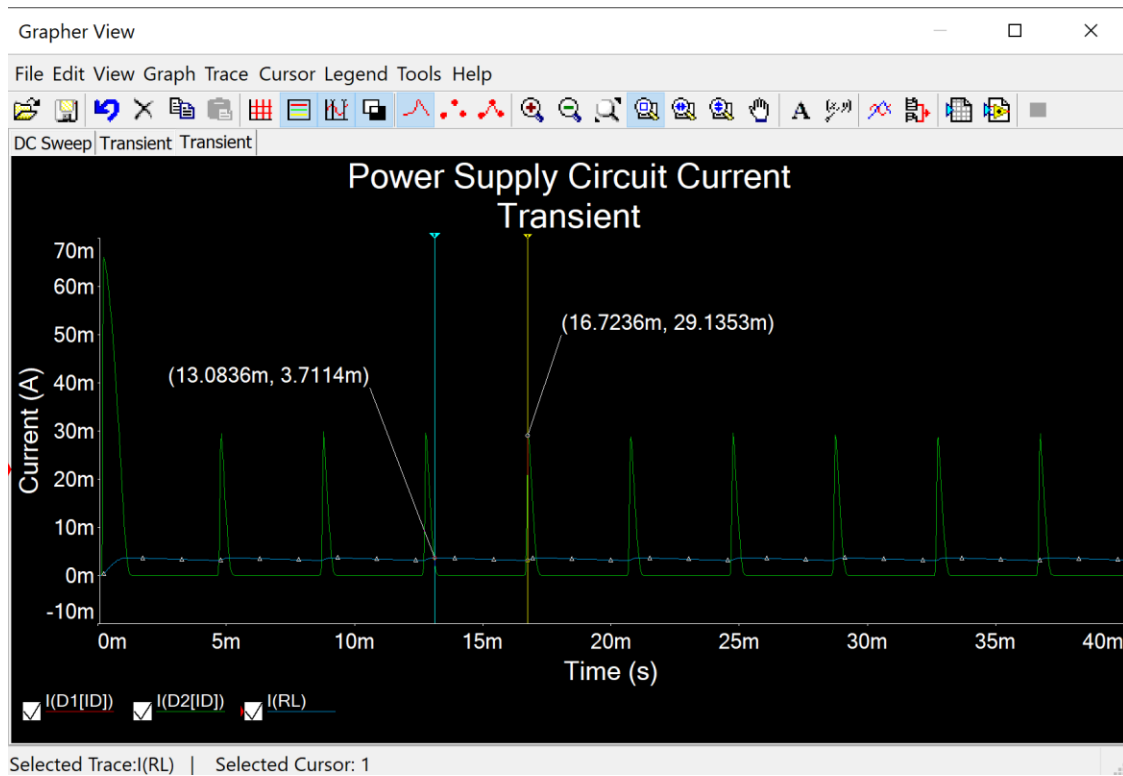 Grapher View
File Edit View Graph Trace Cursor Legend Tools Help
A (x,y)
DC Sweep Transient Transient
Power Supply Circuit Current
Transient
70m
60m
50m
40m
30m
20m
10m
0m
-10m
Current (A)
(13.0836m, 3.7114m)
(16.7236m, 29.1353m)
0m 5m 10m 15m 20m 25m 30m 35m 40m
Time (s)
I(D1[ID]) I(D2[ID]) I(RL)
Selected Trace:I(RL) | Selected Cursor: 1